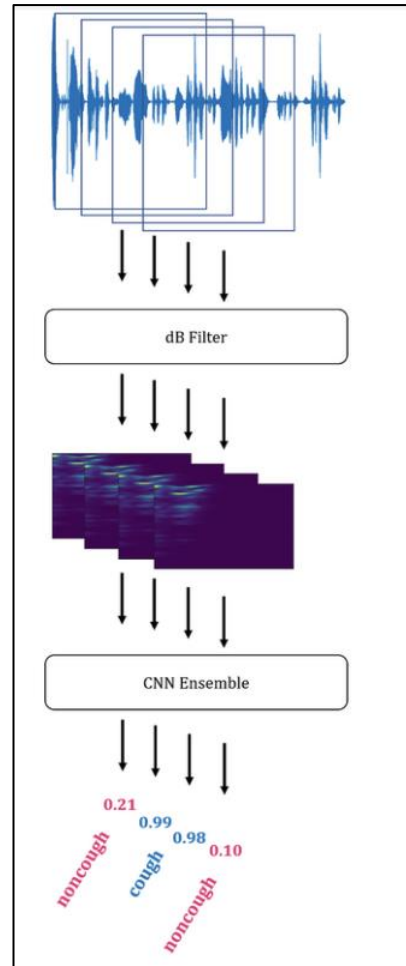 dB Filter
CNN Ensemble
0.21
0.99
0.98
0.10
noncough
cough
noncough